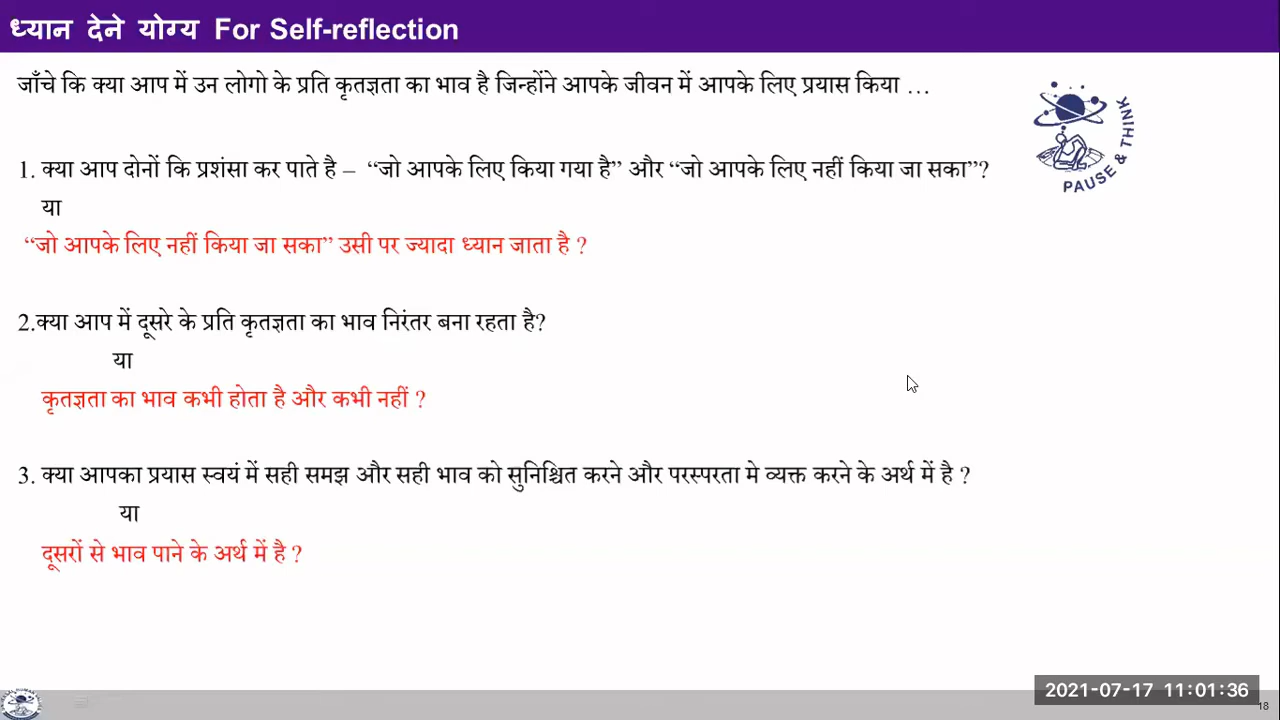 ध्यान देने योग्य For Self-reflection
जाँचे कि क्या आप में उन लोगो के प्रति कृतज्ञता का भाव है जिन्होंने आपके जीवन में आपके लिए प्रयास किया …
PAUSE & THINK
1. क्या आप दोनों कि प्रशंसा कर पाते है – “जो आपके लिए किया गया है” और “जो आपके लिए नहीं किया जा सका”?
या
“जो आपके लिए नहीं किया जा सका” उसी पर ज्यादा ध्यान जाता है ?
2.क्या आप में दूसरे के प्रति कृतज्ञता का भाव निरंतर बना रहता है?
या
कृतज्ञता का भाव कभी होता है और कभी नहीं ?
3. क्या आपका प्रयास स्वयं में सही समझ और सही भाव को सुनिश्चित करने और परस्परता मे व्यक्त करने के अर्थ में है ?
या
दूसरों से भाव पाने के अर्थ में है ?
2021-07-17 11:01:36
18